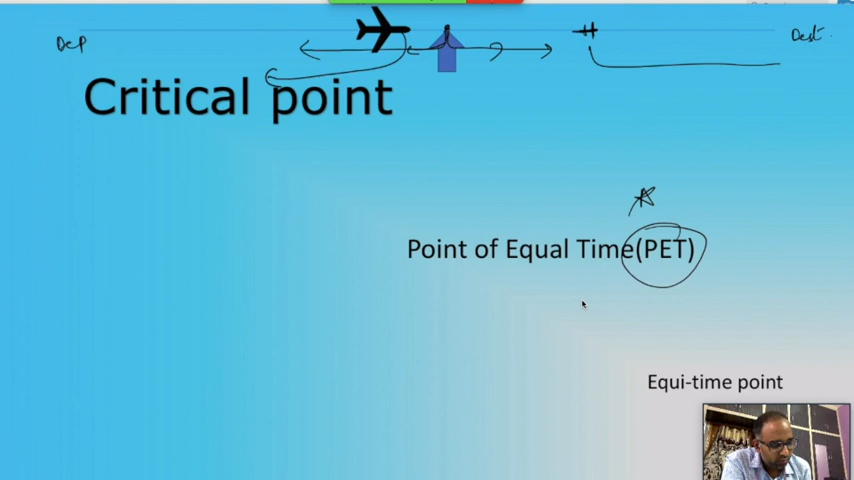 Dep
Dest.
Critical point
Point of Equal Time(PET)
Equi-time point